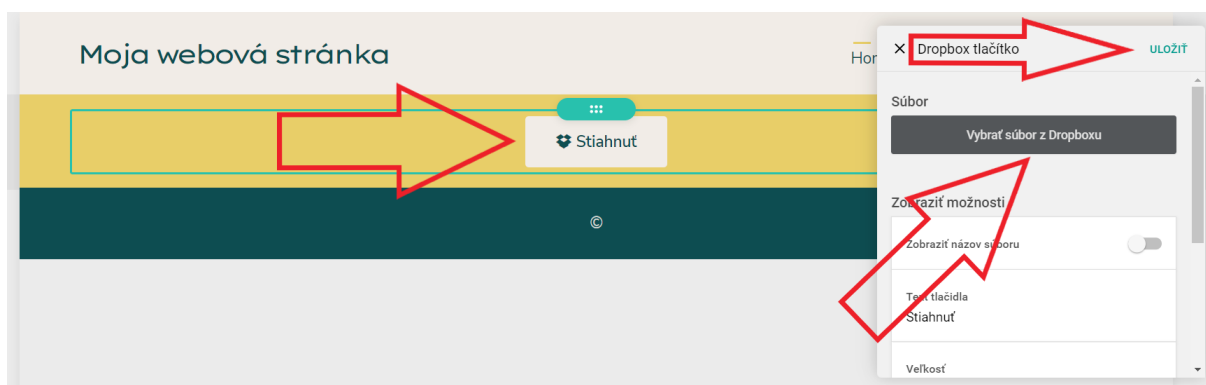 Moja webová stránka
Stiahnuť
©
Dropbox tlačítko
ULOŽIŤ
Súbor
Vybrať súbor z Dropboxu
Zobraziť možnosti
Zobraziť názov súboru
Text tlačidla
Stiahnuť
Veľkosť